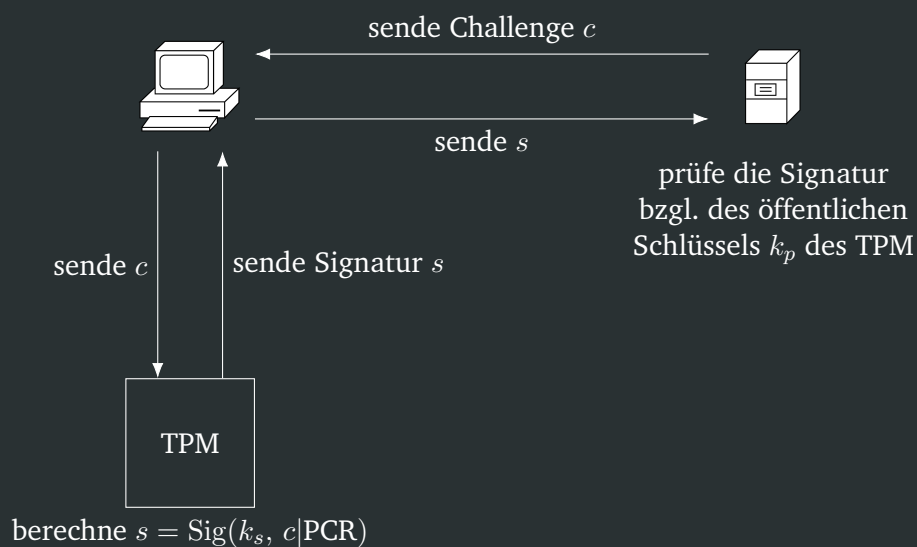 sende Challenge c
sende s
prüfe die Signatur
bzgl. des öffentlichen
Schlüssels k_p des TPM
sende c
sende Signatur s
TPM
berechne s = Sig(k_s, c|PCR)